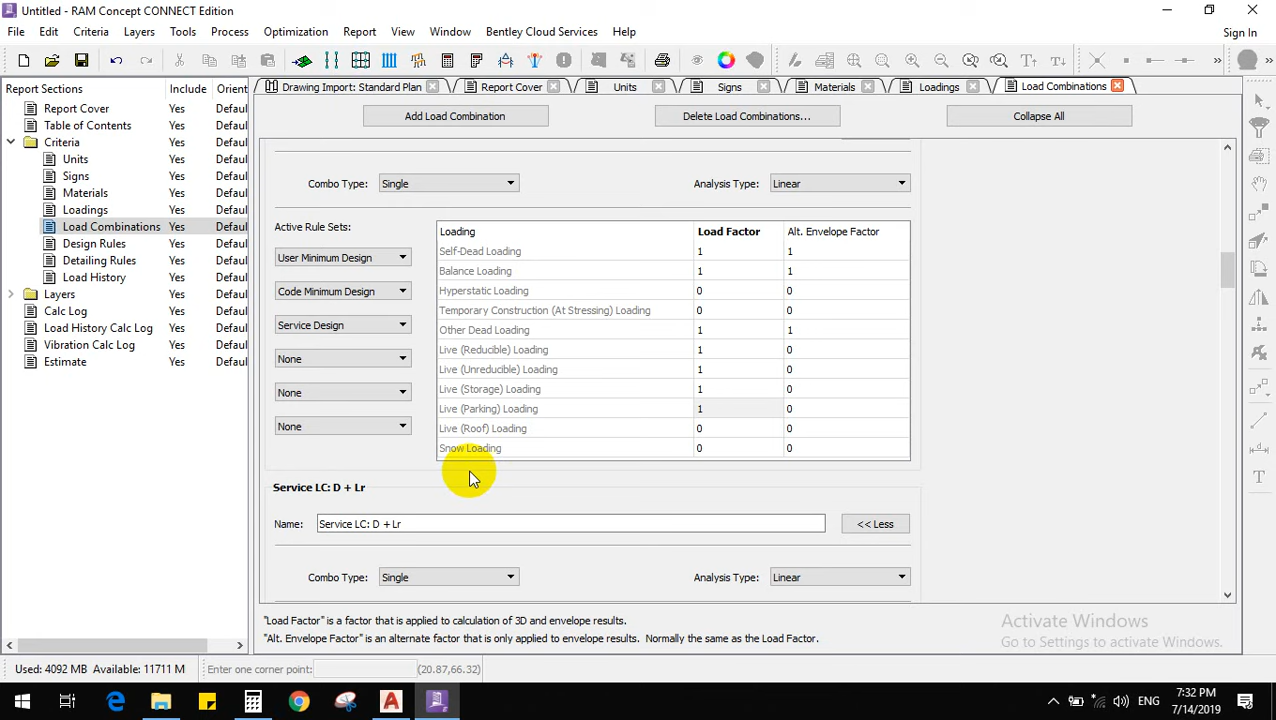 Untitled - RAM Concept CONNECT Edition
File Edit Criteria Layers Tools Process Optimization Report View Window Bentley Cloud Services Help Sign In
Report Sections Include Orient
Report Cover Yes Defaul
Table of Contents Yes Defaul
Criteria Yes Defaul
Units Yes Defaul
Signs Yes Defaul
Materials Yes Defaul
Loadings Yes Defaul
Load Combinations Yes Defaul
Design Rules Yes Defaul
Detailing Rules Yes Defaul
Load History Yes Defaul
Layers Yes Defaul
Calc Log Yes Defaul
Load History Calc Log Yes Defaul
Vibration Calc Log Yes Defaul
Estimate Yes Defaul
Drawing Import: Standard Plan Report Cover Units Signs Materials Loadings Load Combinations
Add Load Combination Delete Load Combinations... Collapse All
Combo Type: Single Analysis Type: Linear
Active Rule Sets:
User Minimum Design
Code Minimum Design
Service Design
None
None
None
Loading Load Factor Alt. Envelope Factor
Self-Dead Loading 1 1
Balance Loading 1 1
Hyperstatic Loading 0 0
Temporary Construction (At Stressing) Loading 0 0
Other Dead Loading 1 1
Live (Reducible) Loading 1 0
Live (Unreducible) Loading 1 0
Live (Storage) Loading 1 0
Live (Parking) Loading 1 0
Live (Roof) Loading 0 0
Snow Loading 0 0
Service LC: D + Lr
Name: Service LC: D + Lr << Less
Combo Type: Single Analysis Type: Linear
"Load Factor" is a factor that is applied to calculation of 3D and envelope results.
"Alt. Envelope Factor" is an alternate factor that is only applied to envelope results. Normally the same as the Load Factor.
Activate Windows
Go to Settings to activate Windows.
Used: 4092 MB Available: 11711 M Enter one corner point: (20.87,66.32)
ENG
7:32 PM
7/14/2019